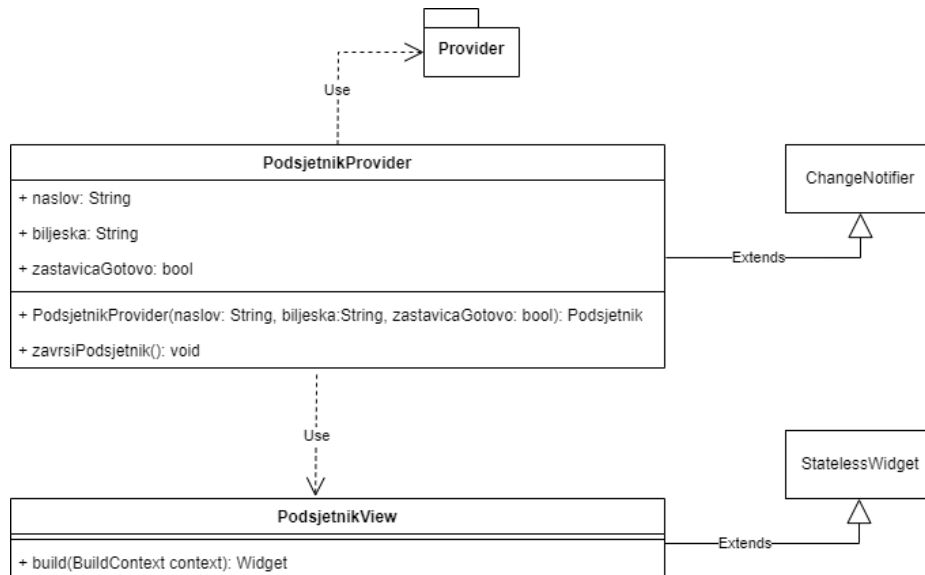 Provider
Use
PodsjetnikProvider
+ naslov: String
+ biljeska: String
+ zastavicaGotovo: bool
+ PodsjetnikProvider(naslov: String, biljeska:String, zastavicaGotovo: bool): Podsjetnik
+ zavrsiPodsjetnik(): void
ChangeNotifier
Extends
Use
StatelessWidget
PodsjetnikView
+ build(BuildContext context): Widget
Extends